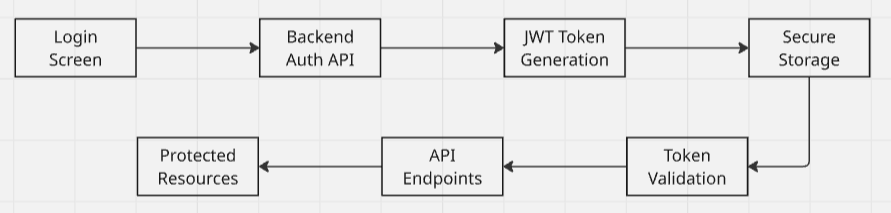 Login
Screen
Backend
Auth API
JWT Token
Generation
Secure
Storage
Protected
Resources
API
Endpoints
Token
Validation